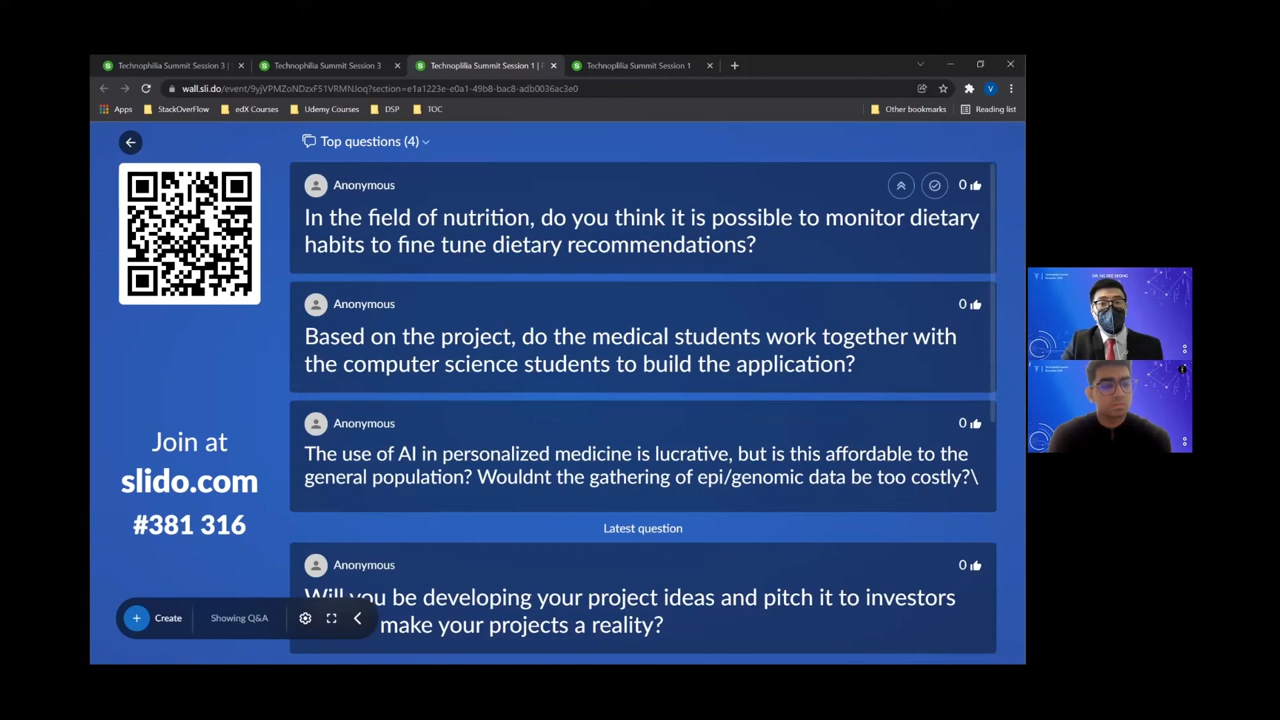 Technophilia Summit Session 3 |
Technophilia Summit Session 3
Technoplilia Summit Session 1 | P
Technoplilia Summit Session 1
wall.sli.do/event/9yjVPMZoNDzxF51VRMNJoq?section=e1a1223e-e0a1-49b8-bac8-adb0036ac3e0
V
Apps
StackOverFlow
edX Courses
Udemy Courses
DSP
TOC
Other bookmarks
Reading list
Top questions (4)
Anonymous
0
In the field of nutrition, do you think it is possible to monitor dietary
habits to fine tune dietary recommendations?
Anonymous
0
Based on the project, do the medical students work together with
the computer science students to build the application?
Anonymous
0
The use of AI in personalized medicine is lucrative, but is this affordable to the
general population? Wouldnt the gathering of epi/genomic data be too costly?\
Latest question
Anonymous
0
Will you be developing your project ideas and pitch it to investors
make your projects a reality?
Join at
slido.com
#381 316
Create
Showing Q&A
DR. NG KEE SEONG